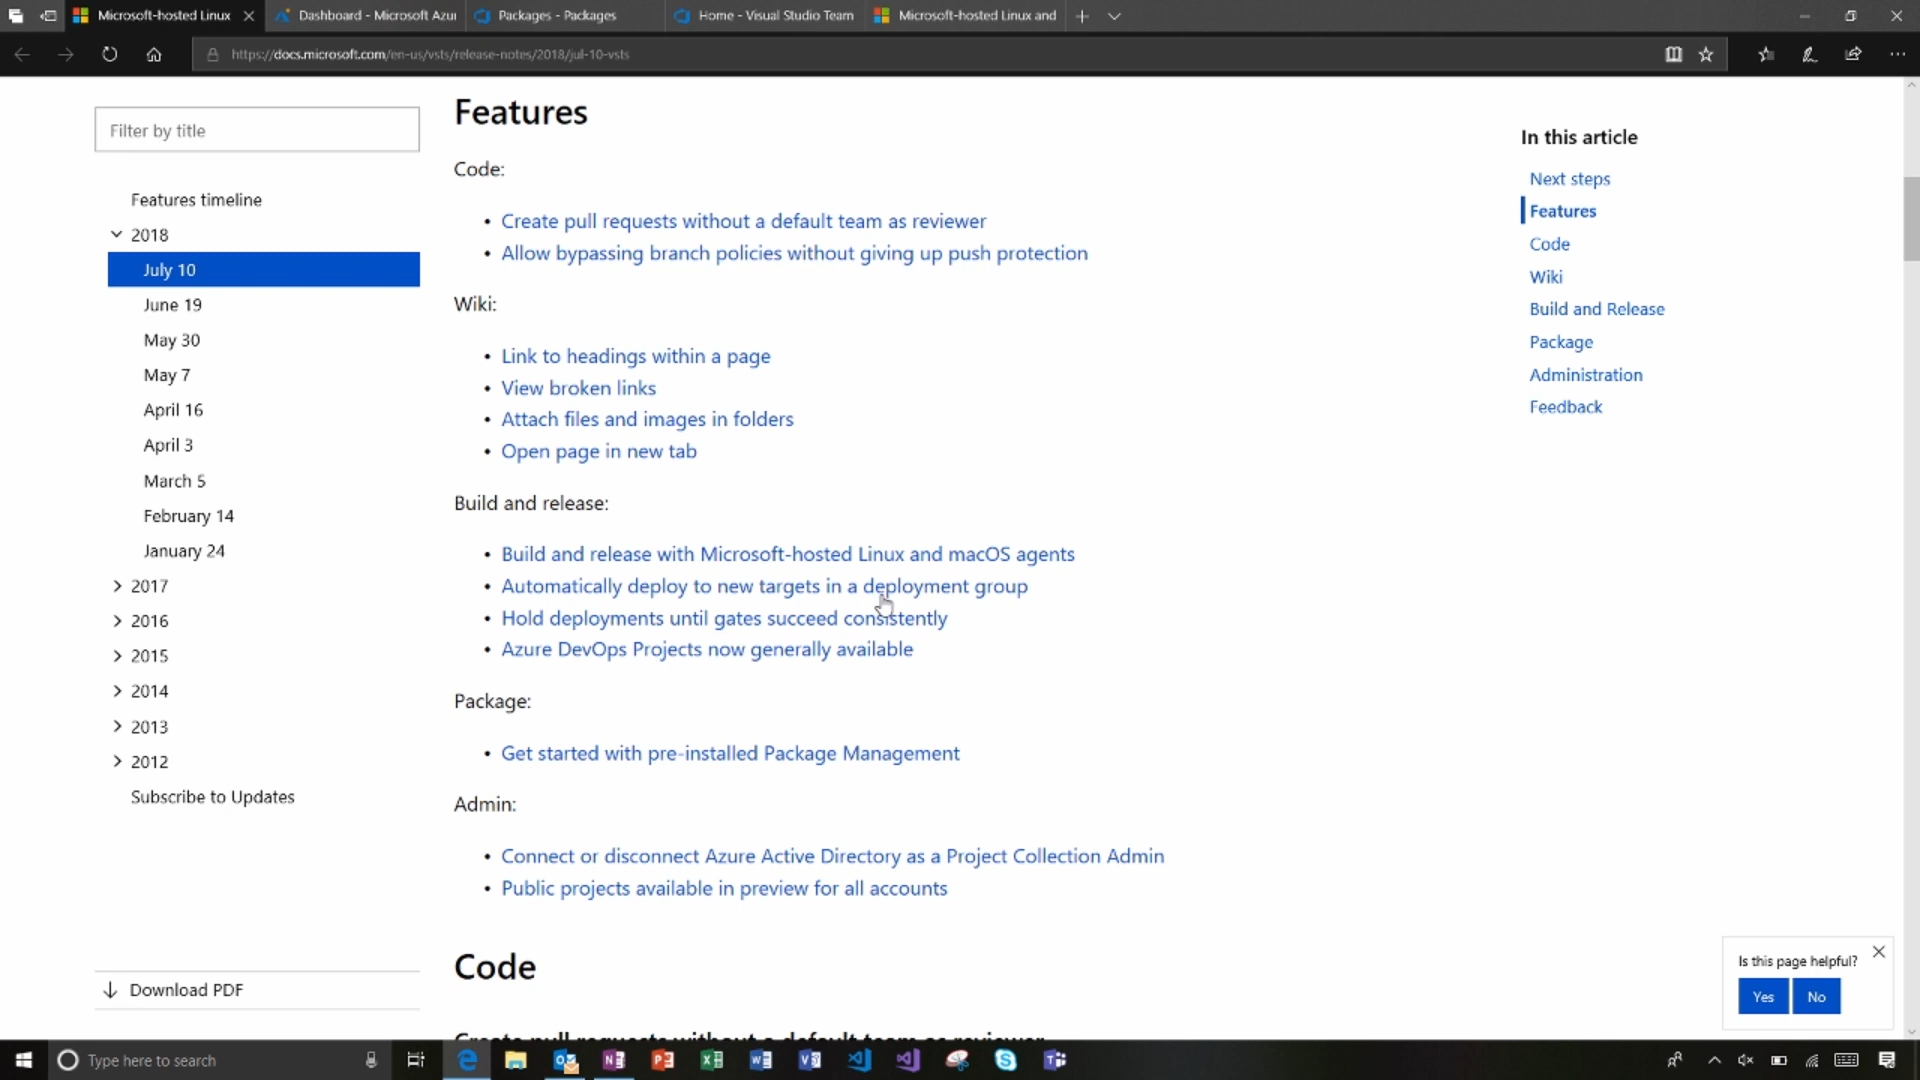 Microsoft-hosted Linux
Dashboard - Microsoft Azur
Packages - Packages
Home - Visual Studio Team
Microsoft-hosted Linux and
https://docs.microsoft.com/en-us/vsts/release-notes/2018/jul-10-vsts
Filter by title
Features timeline
2018
July 10
June 19
May 30
May 7
April 16
April 3
March 5
February 14
January 24
2017
2016
2015
2014
2013
2012
Subscribe to Updates
Download PDF
Features
Code:
• Create pull requests without a default team as reviewer
• Allow bypassing branch policies without giving up push protection
Wiki:
• Link to headings within a page
• View broken links
• Attach files and images in folders
• Open page in new tab
Build and release:
• Build and release with Microsoft-hosted Linux and macOS agents
• Automatically deploy to new targets in a deployment group
• Hold deployments until gates succeed consistently
• Azure DevOps Projects now generally available
Package:
• Get started with pre-installed Package Management
Admin:
• Connect or disconnect Azure Active Directory as a Project Collection Admin
• Public projects available in preview for all accounts
Code
Create pull requests without a default team as reviewer
In this article
Next steps
Features
Code
Wiki
Build and Release
Package
Administration
Feedback
Is this page helpful?
Yes
No
Type here to search